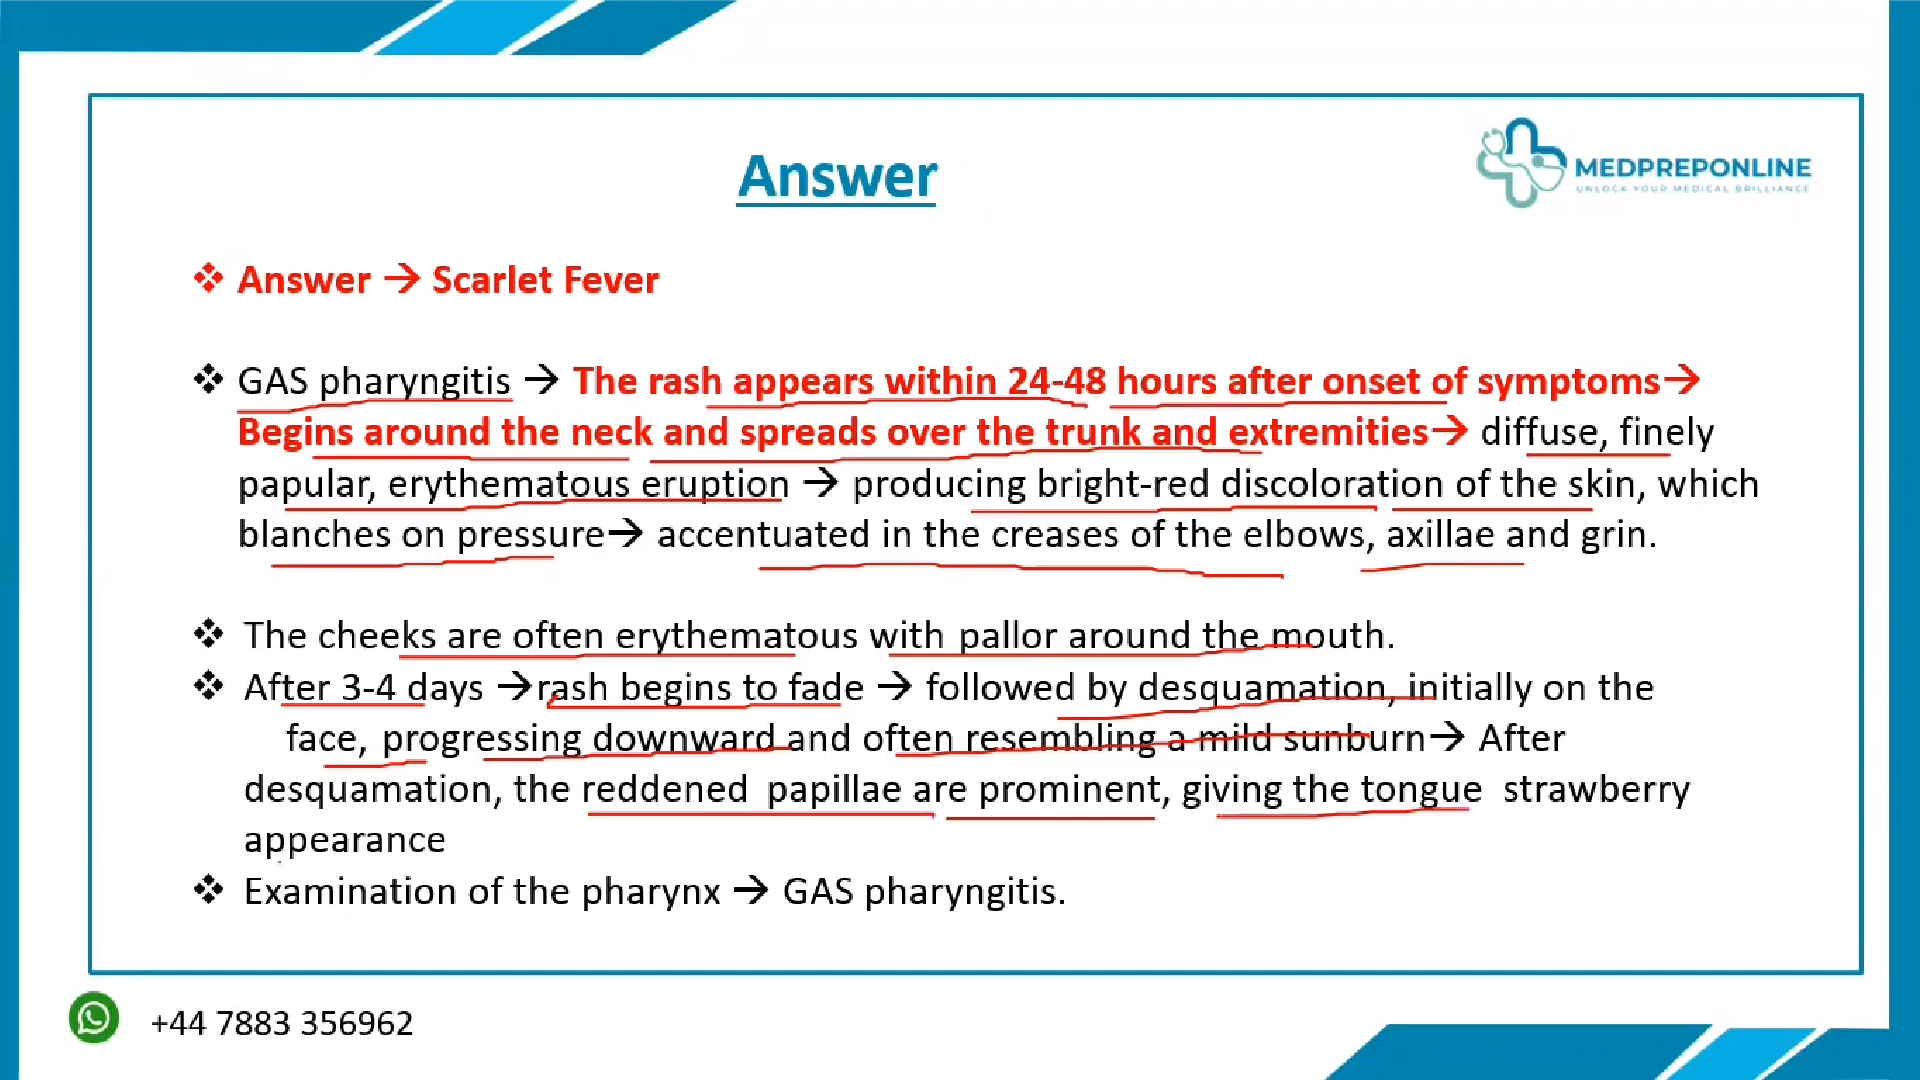 Answer
MEDPREPONLINE
UNLOCK YOUR MEDICAL BRILLIANCE
❖ Answer → Scarlet Fever
❖ GAS pharyngitis → The rash appears within 24-48 hours after onset of symptoms→
Begins around the neck and spreads over the trunk and extremities→ diffuse, finely
papular, erythematous eruption → producing bright-red discoloration of the skin, which
blanches on pressure→ accentuated in the creases of the elbows, axillae and grin.
❖ The cheeks are often erythematous with pallor around the mouth.
❖ After 3-4 days →rash begins to fade → followed by desquamation, initially on the
face, progressing downward and often resembling a mild sunburn→ After
desquamation, the reddened papillae are prominent, giving the tongue strawberry
appearance
❖ Examination of the pharynx → GAS pharyngitis.
+44 7883 356962